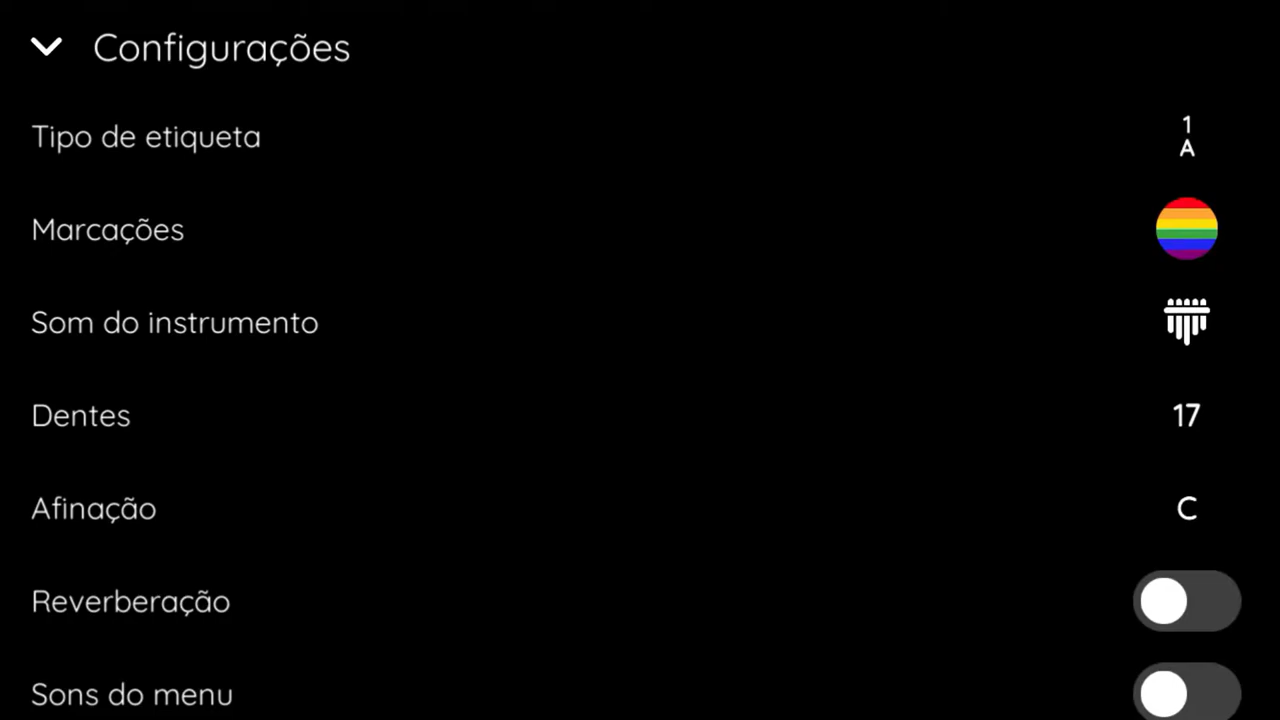 Configurações
Tipo de etiqueta
1
A
Marcações
Som do instrumento
Dentes
17
Afinação
C
Reverberação
Sons do menu